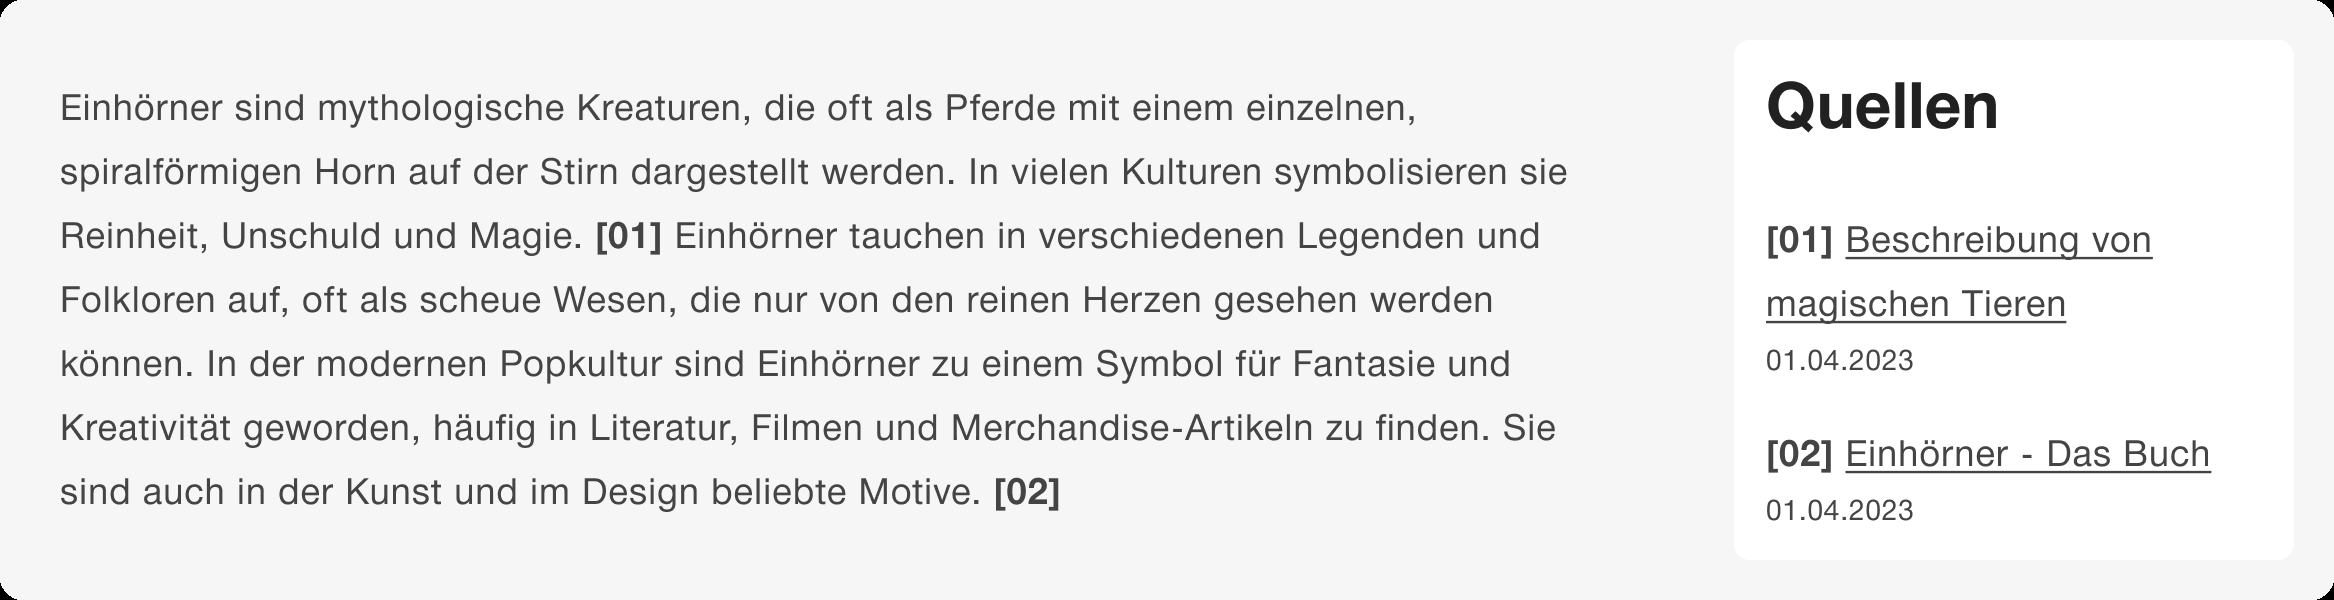 Einhörner sind mythologische Kreaturen, die oft als Pferde mit einem einzelnen,
spiralförmigen Horn auf der Stirn dargestellt werden. In vielen Kulturen symbolisieren sie
Reinheit, Unschuld und Magie. [01] Einhörner tauchen in verschiedenen Legenden und
Folkloren auf, oft als scheue Wesen, die nur von den reinen Herzen gesehen werden
können. In der modernen Popkultur sind Einhörner zu einem Symbol für Fantasie und
Kreativität geworden, häufig in Literatur, Filmen und Merchandise-Artikeln zu finden. Sie
sind auch in der Kunst und im Design beliebte Motive. [02]
Quellen
[01] Beschreibung von
magischen Tieren
01.04.2023
[02] Einhörner - Das Buch
01.04.2023